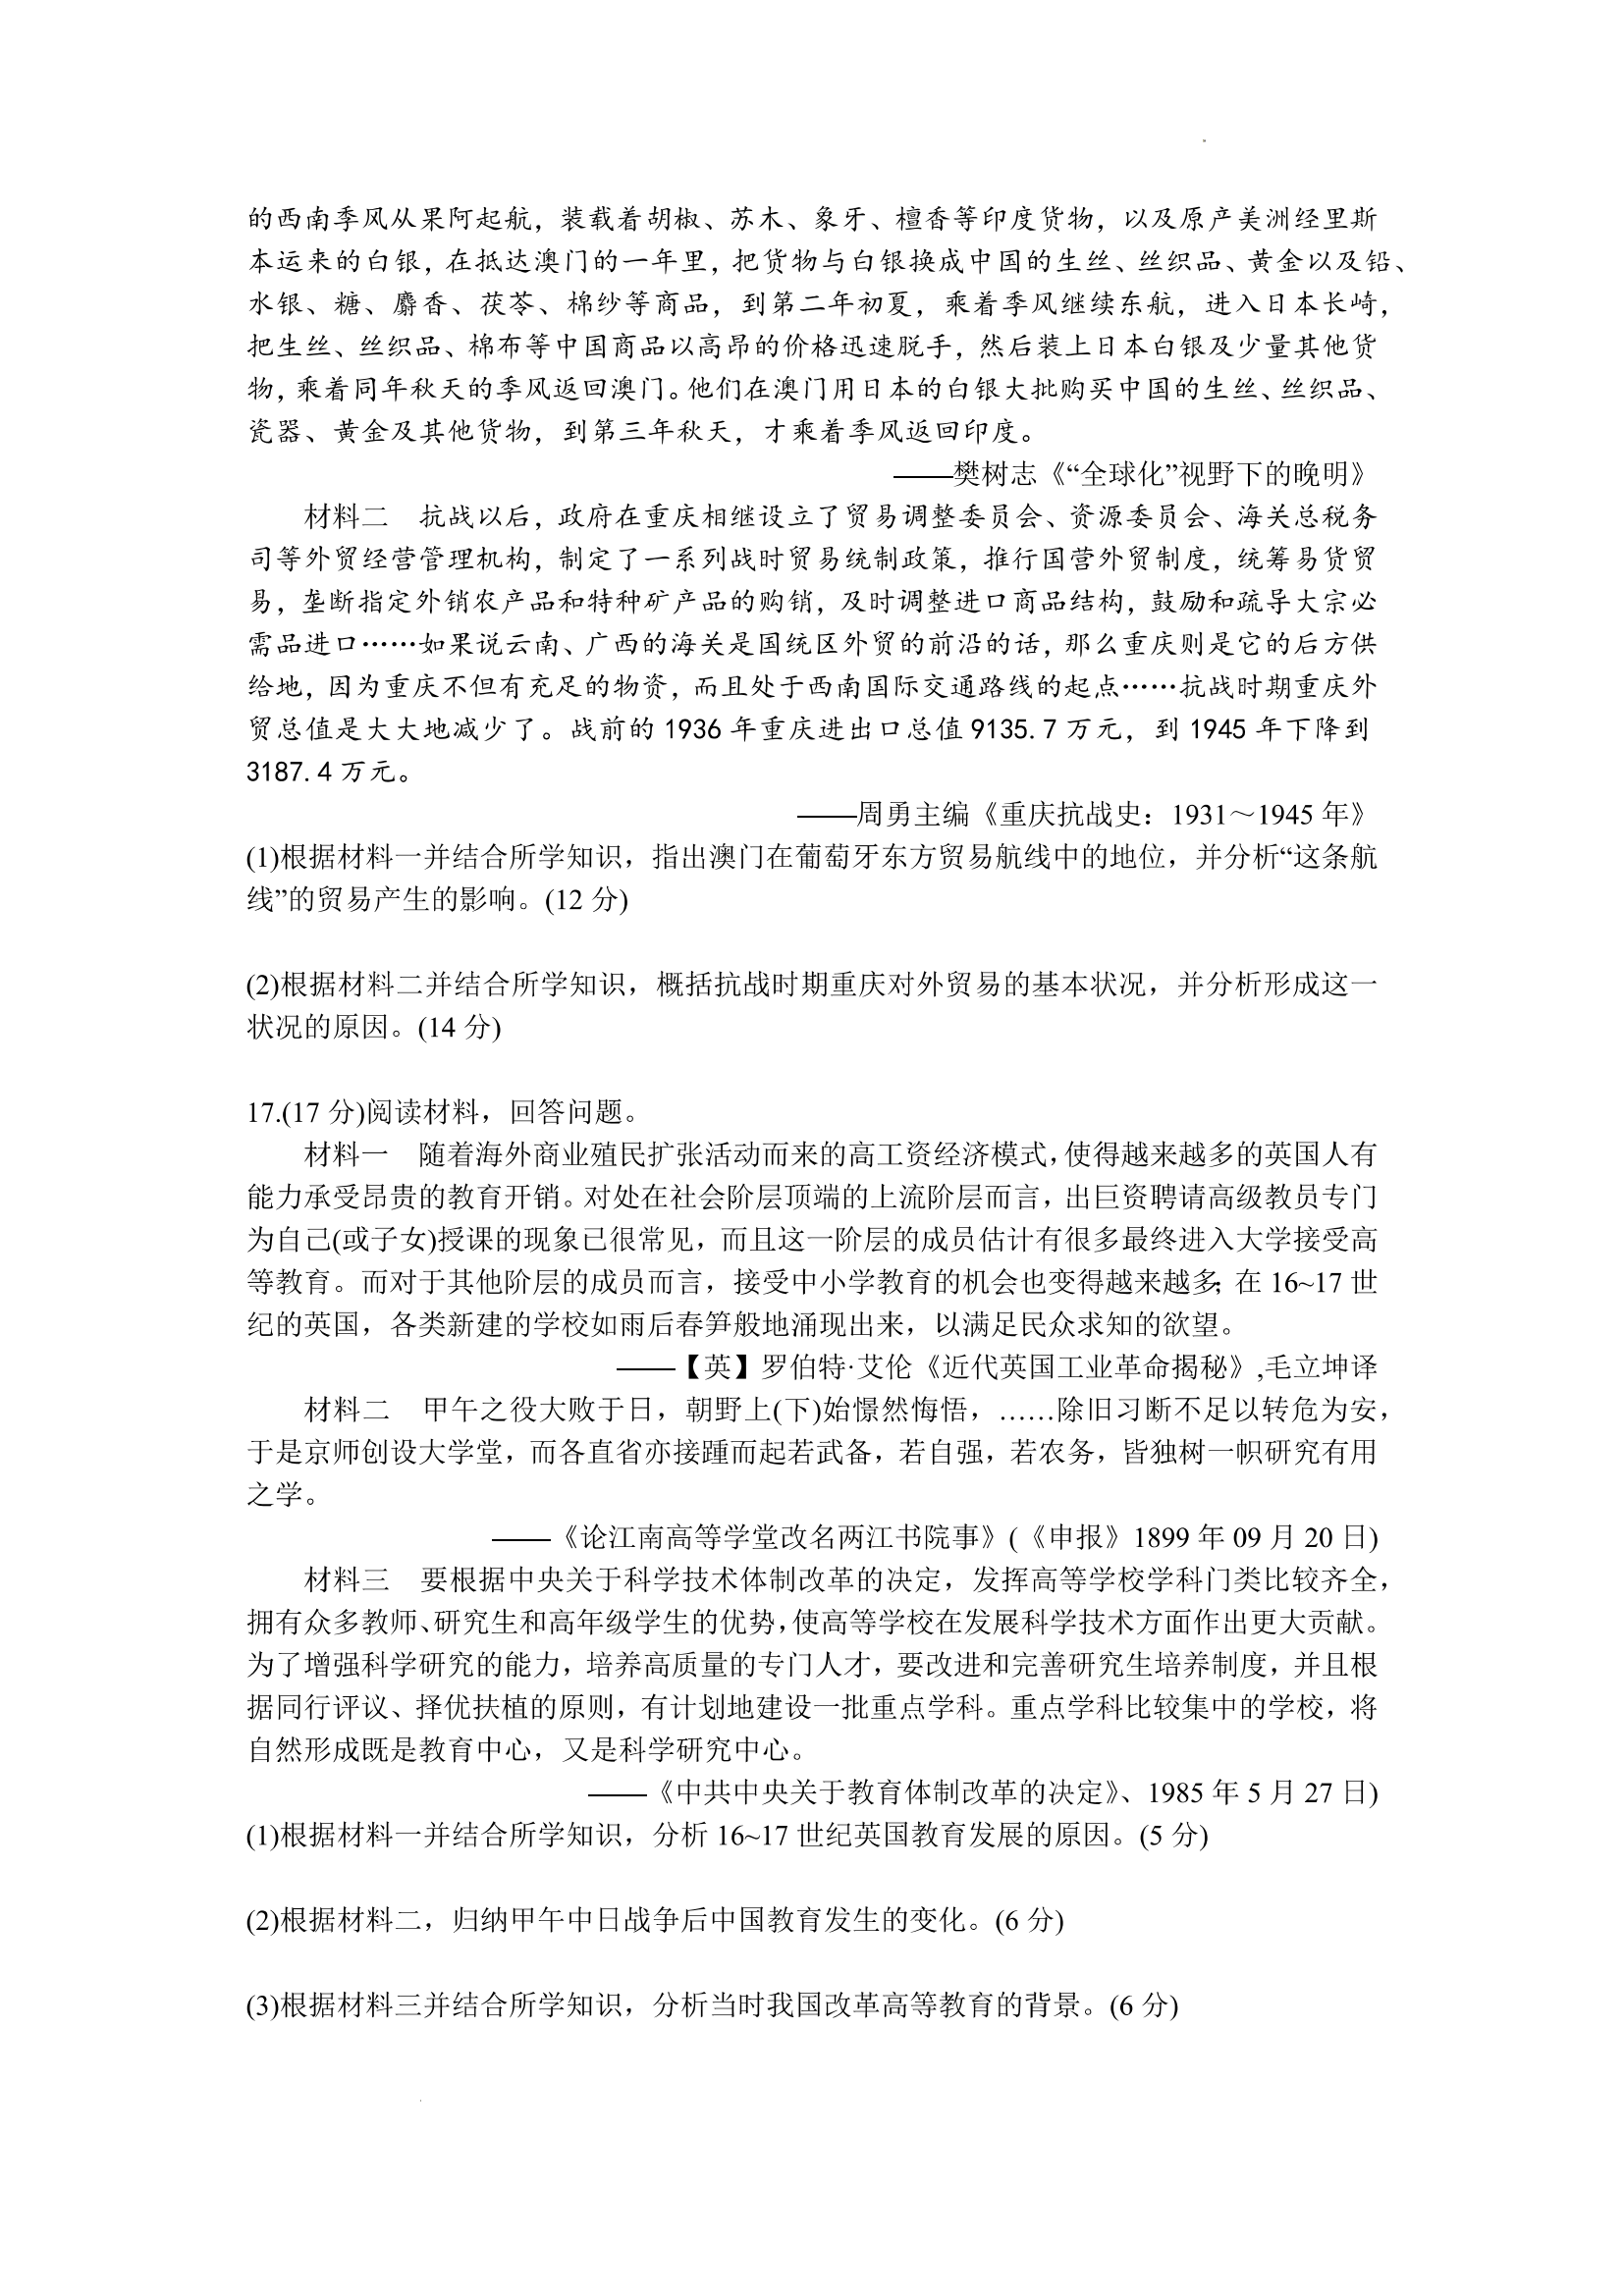 的西南季风从果阿起航，装载着胡椒、苏木、象牙、檀香等印度货物，以及原产美洲经里斯
本运来的白银，在抵达澳门的一年里，把货物与白银换成中国的生丝、丝织品、黄金以及铅、
水银、糖、麝香、茯苓、棉纱等商品，到第二年初夏，乘着季风继续东航，进入日本长崎，
把生丝、丝织品、棉布等中国商品以高昂的价格迅速脱手，然后装上日本白银及少量其他货
物，乘着同年秋天的季风返回澳门。他们在澳门用日本的白银大批购买中国的生丝、丝织品、
瓷器、黄金及其他货物，到第三年秋天，才乘着季风返回印度。
——樊树志《“全球化”视野下的晚明》
材料二　抗战以后，政府在重庆相继设立了贸易调整委员会、资源委员会、海关总税务
司等外贸经营管理机构，制定了一系列战时贸易统制政策，推行国营外贸制度，统筹易货贸
易，垄断指定外销农产品和特种矿产品的购销，及时调整进口商品结构，鼓励和疏导大宗必
需品进口……如果说云南、广西的海关是国统区外贸的前沿的话，那么重庆则是它的后方供
给地，因为重庆不但有充足的物资，而且处于西南国际交通路线的起点……抗战时期重庆外
贸总值是大大地减少了。战前的 1936 年重庆进出口总值 9135.7 万元，到 1945 年下降到
3187.4 万元。
——周勇主编《重庆抗战史：1931～1945 年》
(1)根据材料一并结合所学知识，指出澳门在葡萄牙东方贸易航线中的地位，并分析“这条航
线”的贸易产生的影响。(12 分)
(2)根据材料二并结合所学知识，概括抗战时期重庆对外贸易的基本状况，并分析形成这一
状况的原因。(14 分)
17.(17 分)阅读材料，回答问题。
材料一　随着海外商业殖民扩张活动而来的高工资经济模式，使得越来越多的英国人有
能力承受昂贵的教育开销。对处在社会阶层顶端的上流阶层而言，出巨资聘请高级教员专门
为自己(或子女)授课的现象已很常见，而且这一阶层的成员估计有很多最终进入大学接受高
等教育。而对于其他阶层的成员而言，接受中小学教育的机会也变得越来越多；在 16~17 世
纪的英国，各类新建的学校如雨后春笋般地涌现出来，以满足民众求知的欲望。
——【英】罗伯特·艾伦《近代英国工业革命揭秘》,毛立坤译
材料二　甲午之役大败于日，朝野上(下)始憬然悔悟，……除旧习断不足以转危为安，
于是京师创设大学堂，而各直省亦接踵而起若武备，若自强，若农务，皆独树一帜研究有用
之学。
——《论江南高等学堂改名两江书院事》(《申报》1899 年 09 月 20 日)
材料三　要根据中央关于科学技术体制改革的决定，发挥高等学校学科门类比较齐全，
拥有众多教师、研究生和高年级学生的优势，使高等学校在发展科学技术方面作出更大贡献。
为了增强科学研究的能力，培养高质量的专门人才，要改进和完善研究生培养制度，并且根
据同行评议、择优扶植的原则，有计划地建设一批重点学科。重点学科比较集中的学校，将
自然形成既是教育中心，又是科学研究中心。
——《中共中央关于教育体制改革的决定》、1985 年 5 月 27 日)
(1)根据材料一并结合所学知识，分析 16~17 世纪英国教育发展的原因。(5 分)
(2)根据材料二，归纳甲午中日战争后中国教育发生的变化。(6 分)
(3)根据材料三并结合所学知识，分析当时我国改革高等教育的背景。(6 分)